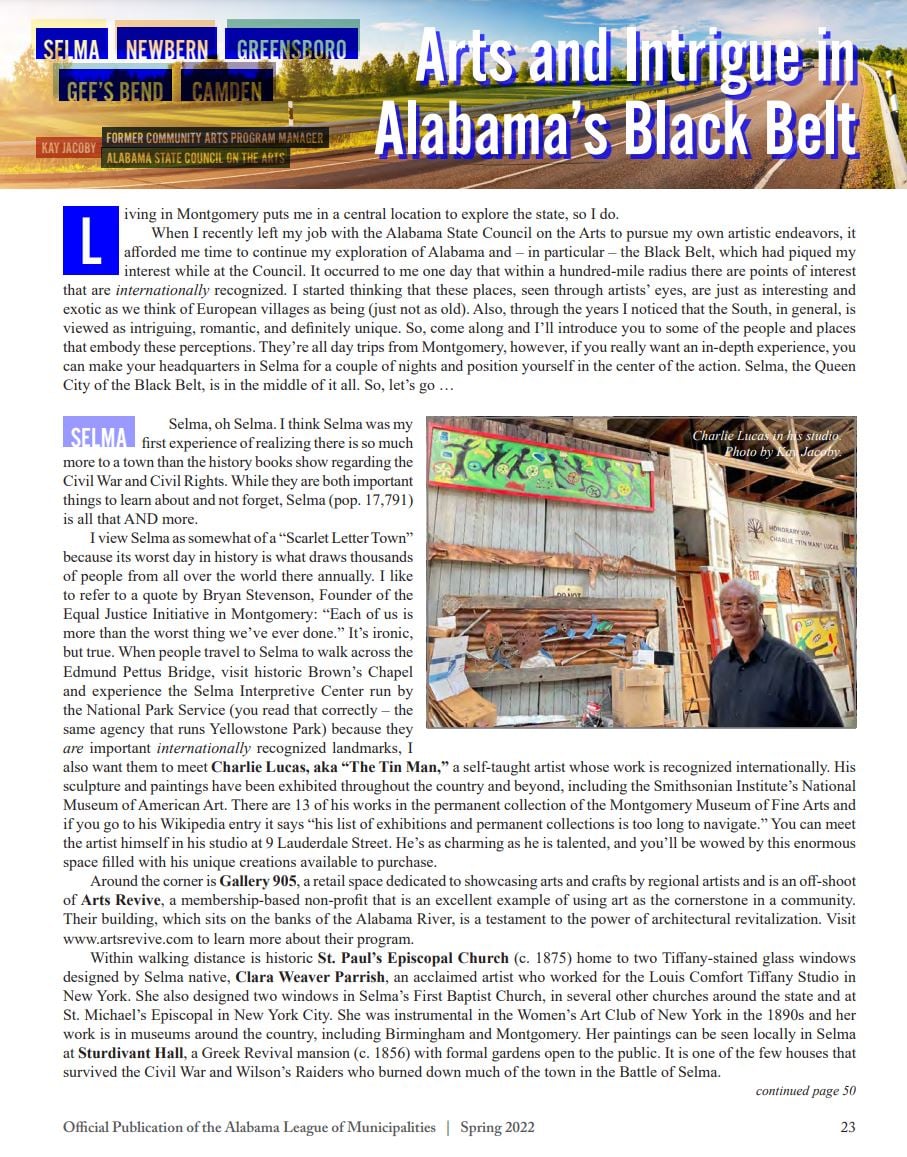 SELMA NEWBERN GREENSBORO
GEE'S BEND CAMDEN
KAY JACOBY FORMER COMMUNITY ARTS PROGRAM MANAGER
ALABAMA STATE COUNCIL ON THE ARTS
Arts and Intrigue in
Alabama's Black Belt
Living in Montgomery puts me in a central location to explore the state, so I do.
When I recently left my job with the Alabama State Council on the Arts to pursue my own artistic endeavors, it
afforded me time to continue my exploration of Alabama and – in particular – the Black Belt, which had piqued my
interest while at the Council. It occurred to me one day that within a hundred-mile radius there are points of interest
that are internationally recognized. I started thinking that these places, seen through artists' eyes, are just as interesting and
exotic as we think of European villages as being (just not as old). Also, through the years I noticed that the South, in general, is
viewed as intriguing, romantic, and definitely unique. So, come along and I'll introduce you to some of the people and places
that embody these perceptions. They're all day trips from Montgomery, however, if you really want an in-depth experience, you
can make your headquarters in Selma for a couple of nights and position yourself in the center of the action. Selma, the Queen
City of the Black Belt, is in the middle of it all. So, let's go …
SELMA
Selma, oh Selma. I think Selma was my
first experience of realizing there is so much
more to a town than the history books show regarding the
Civil War and Civil Rights. While they are both important
things to learn about and not forget, Selma (pop. 17,791)
is all that AND more.
I view Selma as somewhat of a "Scarlet Letter Town"
because its worst day in history is what draws thousands
of people from all over the world there annually. I like
to refer to a quote by Bryan Stevenson, Founder of the
Equal Justice Initiative in Montgomery: "Each of us is
more than the worst thing we've ever done." It's ironic,
but true. When people travel to Selma to walk across the
Edmund Pettus Bridge, visit historic Brown's Chapel
and experience the Selma Interpretive Center run by
the National Park Service (you read that correctly – the
same agency that runs Yellowstone Park) because they
are important internationally recognized landmarks, I
also want them to meet Charlie Lucas, aka "The Tin Man," a self-taught artist whose work is recognized internationally. His
sculpture and paintings have been exhibited throughout the country and beyond, including the Smithsonian Institute's National
Museum of American Art. There are 13 of his works in the permanent collection of the Montgomery Museum of Fine Arts and
if you go to his Wikipedia entry it says "his list of exhibitions and permanent collections is too long to navigate." You can meet
the artist himself in his studio at 9 Lauderdale Street. He's as charming as he is talented, and you'll be wowed by this enormous
space filled with his unique creations available to purchase.
Charlie Lucas in his studio.
Photo by Kay Jacoby.
HONORARY VIP:
CHARLIE "TIN MAN" LUCAS
EXIT
DO NOT
Around the corner is Gallery 905, a retail space dedicated to showcasing arts and crafts by regional artists and is an off-shoot
of Arts Revive, a membership-based non-profit that is an excellent example of using art as the cornerstone in a community.
Their building, which sits on the banks of the Alabama River, is a testament to the power of architectural revitalization. Visit
www.artsrevive.com to learn more about their program.
Within walking distance is historic St. Paul's Episcopal Church (c. 1875) home to two Tiffany-stained glass windows
designed by Selma native, Clara Weaver Parrish, an acclaimed artist who worked for the Louis Comfort Tiffany Studio in
New York. She also designed two windows in Selma's First Baptist Church, in several other churches around the state and at
St. Michael's Episcopal in New York City. She was instrumental in the Women's Art Club of New York in the 1890s and her
work is in museums around the country, including Birmingham and Montgomery. Her paintings can be seen locally in Selma
at Sturdivant Hall, a Greek Revival mansion (c. 1856) with formal gardens open to the public. It is one of the few houses that
survived the Civil War and Wilson's Raiders who burned down much of the town in the Battle of Selma.
continued page 50
Official Publication of the Alabama League of Municipalities | Spring 2022 23